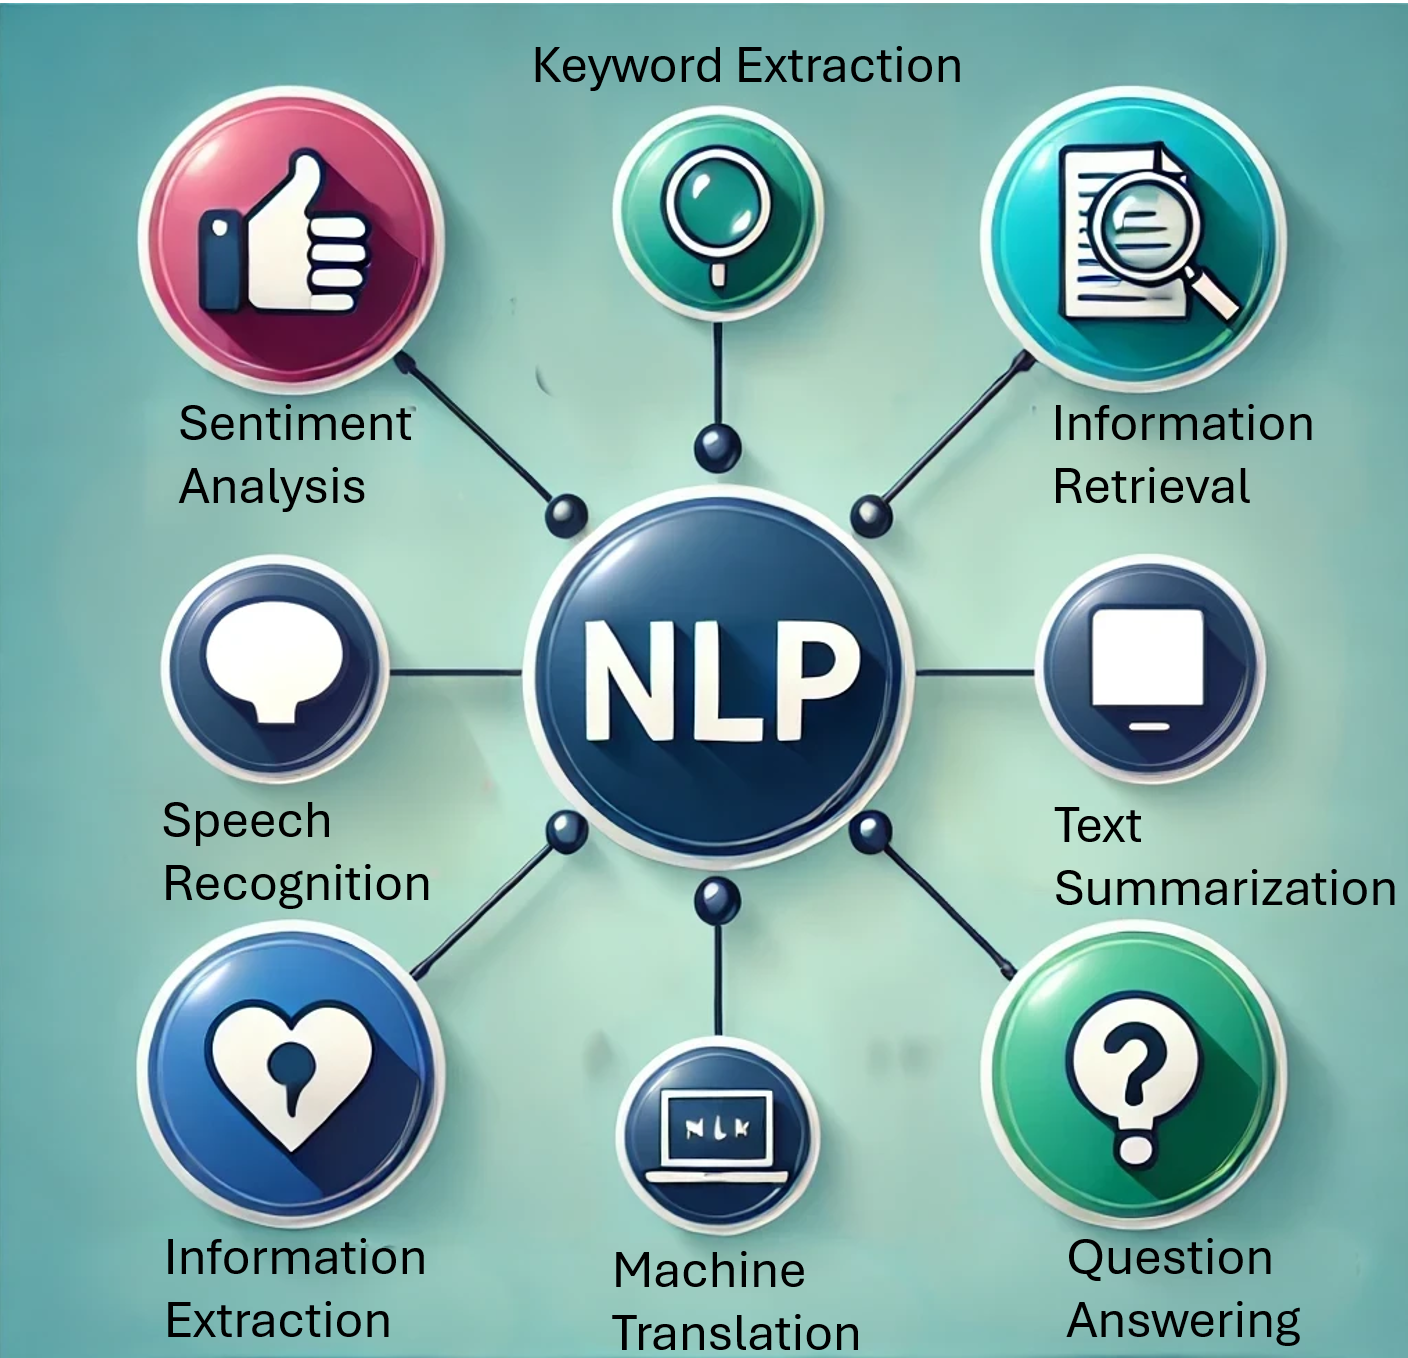 Keyword Extraction
Sentiment
Analysis
Information
Retrieval
NLP
Speech
Recognition
Text
Summarization
NLK
Information
Extraction
Machine
Translation
Question
Answering